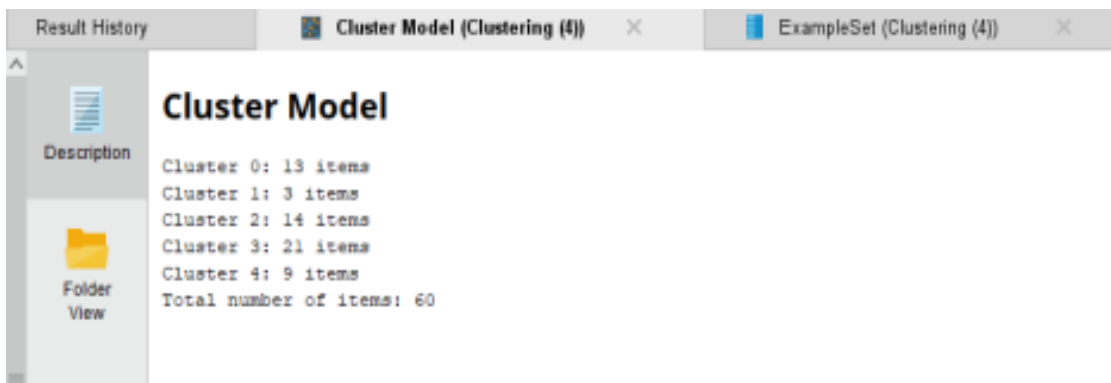 Result History
Cluster Model (Clustering (4))
ExampleSet (Clustering (4))
Description
Folder
View
Cluster Model
Cluster 0: 13 items
Cluster 1: 3 items
Cluster 2: 14 items
Cluster 3: 21 items
Cluster 4: 9 items
Total number of items: 60